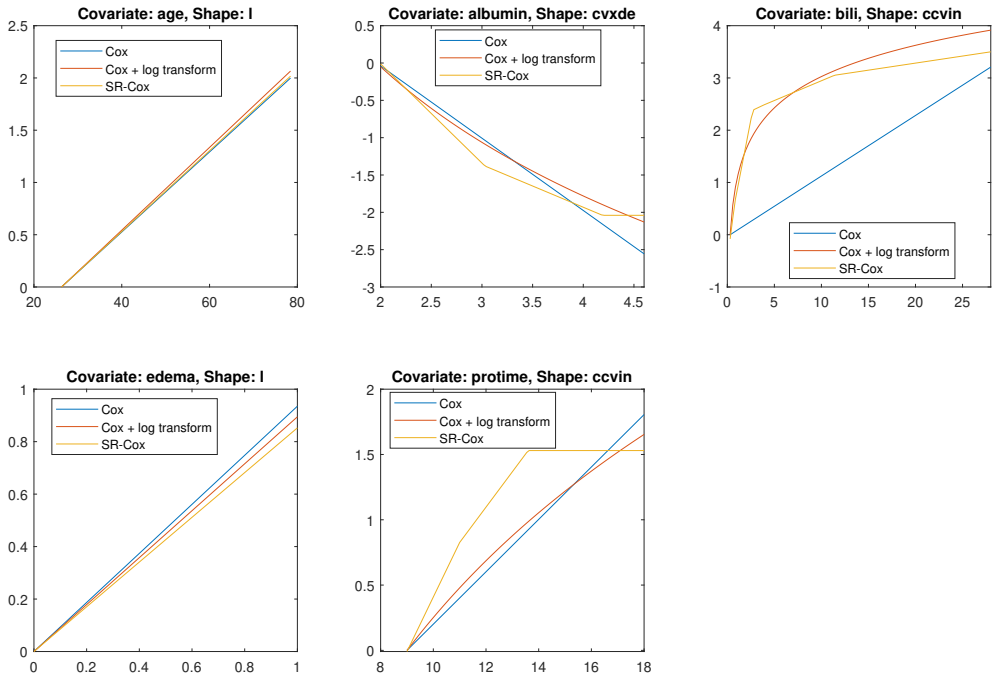 Covariate: age, Shape: l
2.5
2
1.5
1
0.5
0
20
40
60
80
Cox
Cox + log transform
SR-Cox
Covariate: albumin, Shape: cvxde
0.5
0
-0.5
-1
-1.5
-2
-2.5
-3
2
2.5
3
3.5
4
4.5
Cox
Cox + log transform
SR-Cox
Covariate: bili, Shape: ccvin
4
3
2
1
0
-1
0
5
10
15
20
25
Cox
Cox + log transform
SR-Cox
Covariate: edema, Shape: l
1
0.8
0.6
0.4
0.2
0
0
0.2
0.4
0.6
0.8
1
Cox
Cox + log transform
SR-Cox
Covariate: protime, Shape: ccvin
2
1.5
1
0.5
0
8
10
12
14
16
18
Cox
Cox + log transform
SR-Cox